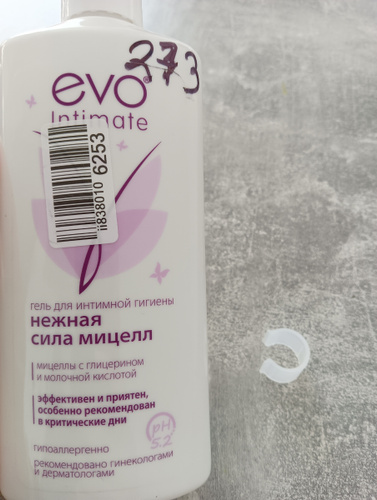 373
evo®
Intimate
ii838010
6253
гель для интимной гигиены
нежная
сила мицелл
мицеллы с глицерином
и молочной кислотой
эффективен и приятен,
особенно рекомендован
в критические дни
pH
5.2
гипоаллергенно
рекомендовано гинекологами
и дерматологами